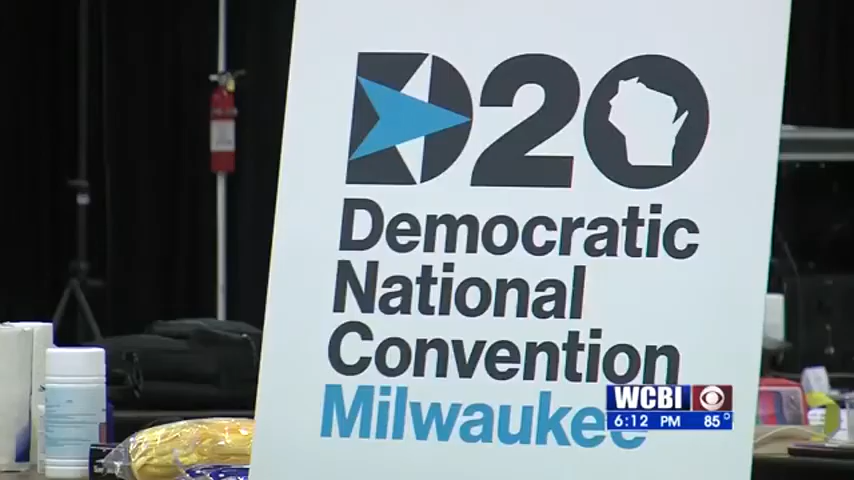 D20
Democratic
National
Convention
Milwaukee
WCBI
6:12 PM 85°